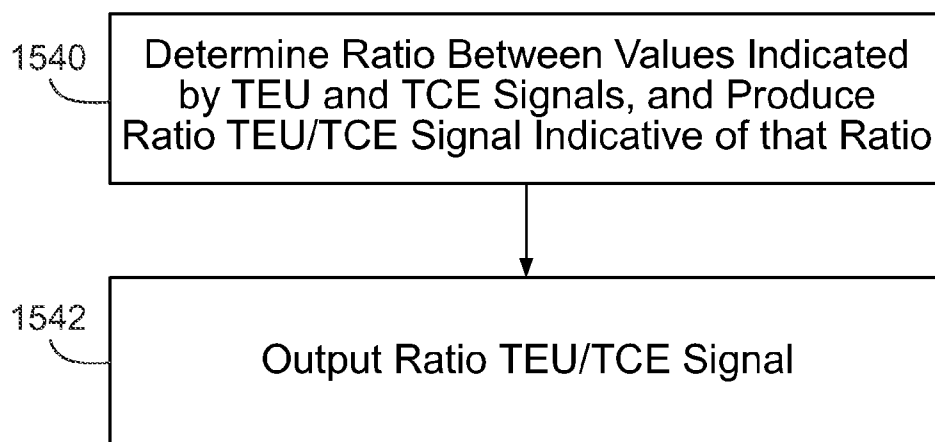 1540
Determine Ratio Between Values Indicated
by TEU and TCE Signals, and Produce
Ratio TEU/TCE Signal Indicative of that Ratio
1542
Output Ratio TEU/TCE Signal